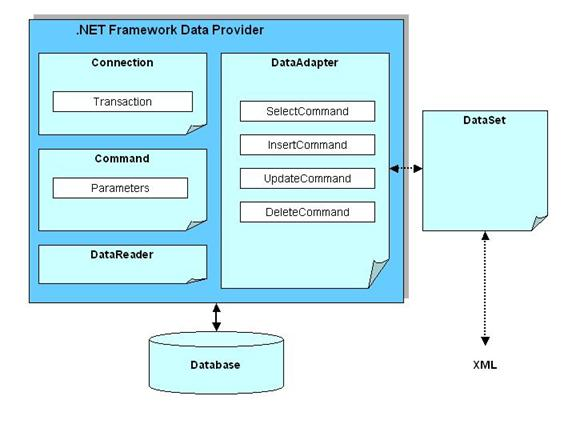 .NET Framework Data Provider
Connection
Transaction
Command
Parameters
DataReader
DataAdapter
SelectCommand
InsertCommand
UpdateCommand
DeleteCommand
DataSet
Database
XML